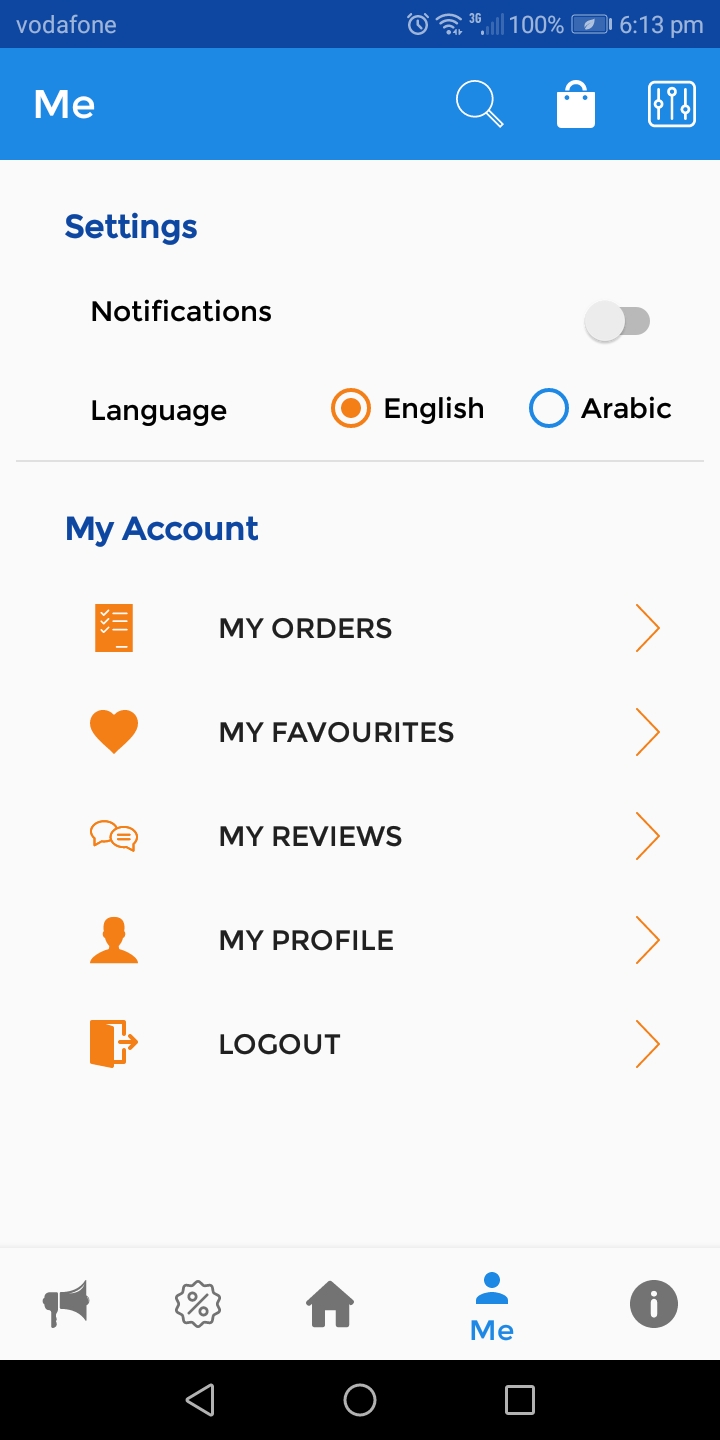 vodafone 3G 100% 6:13 pm
Me
Settings
Notifications
Language English Arabic
My Account
MY ORDERS
MY FAVOURITES
MY REVIEWS
MY PROFILE
LOGOUT
Me